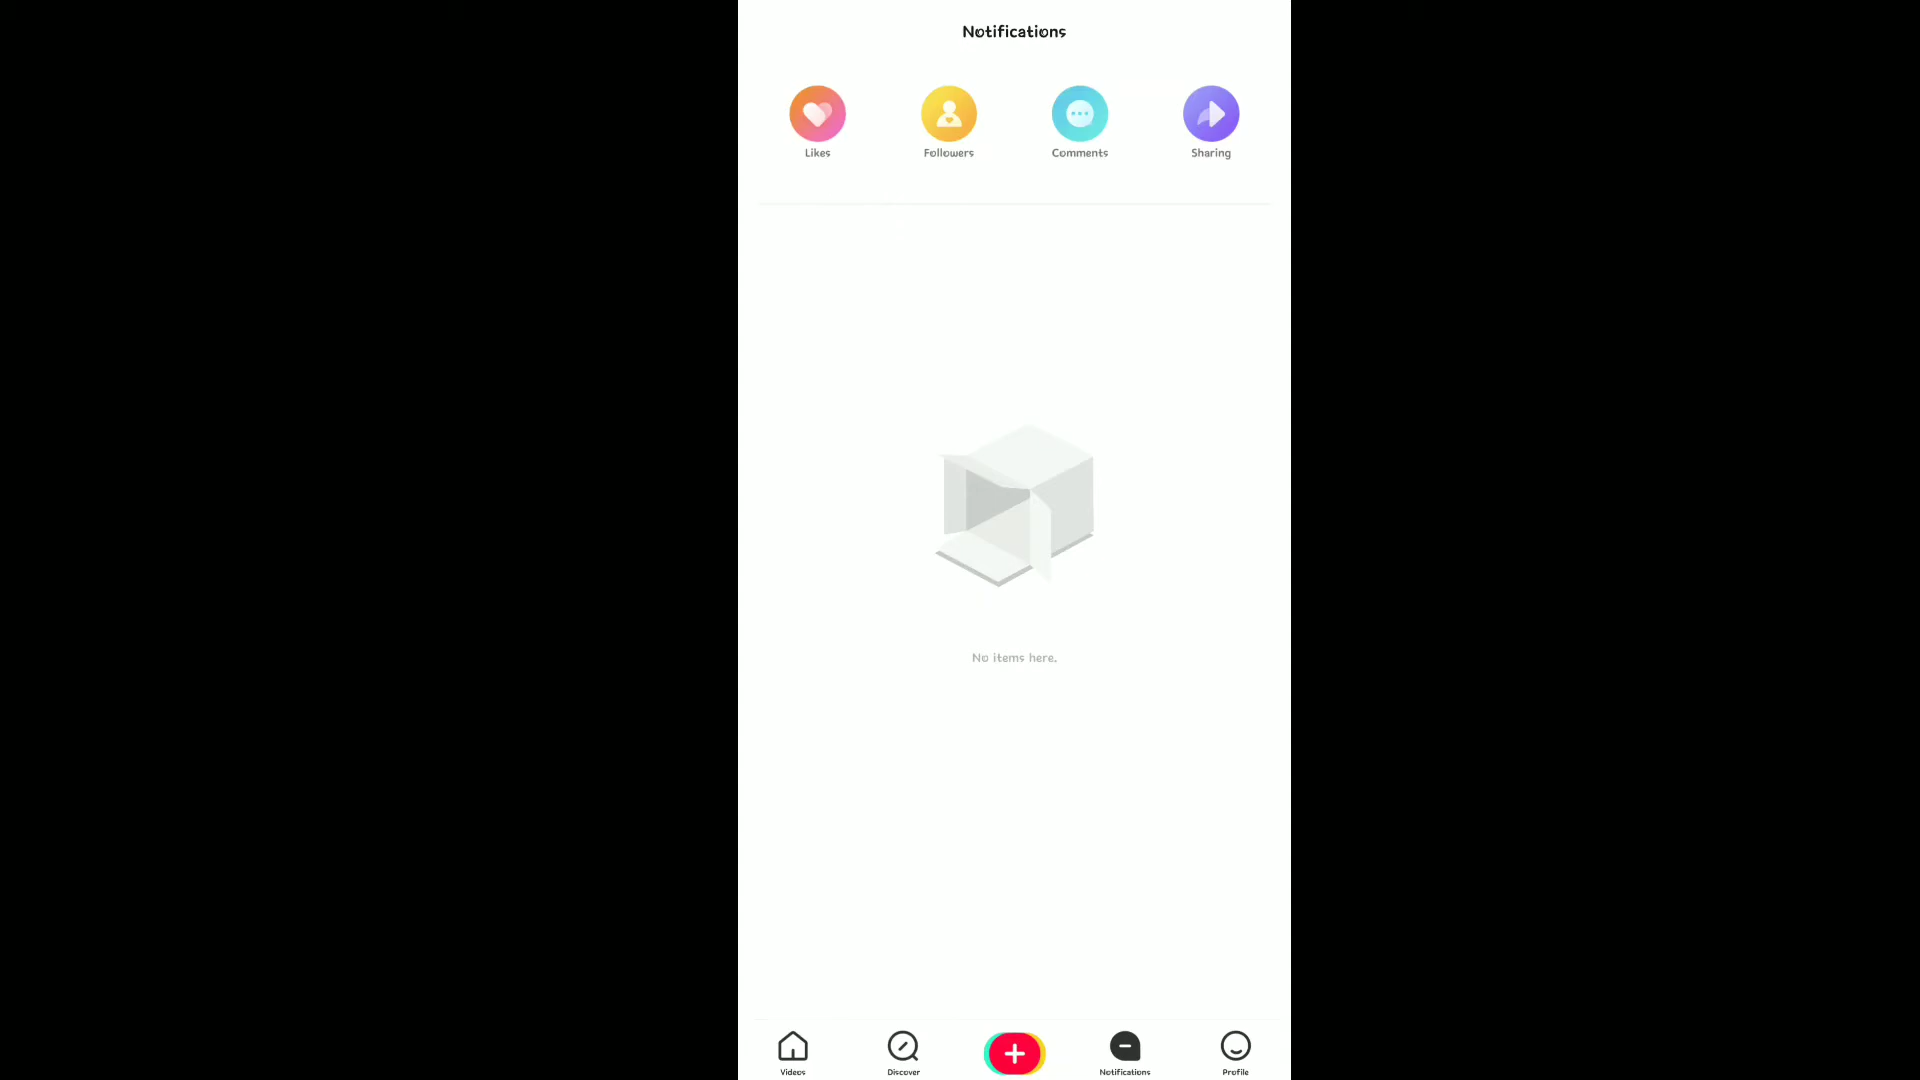 Notifications
Likes
Followers
Comments
Sharing
No items here.
Videos
Discover
Notifications
Profile